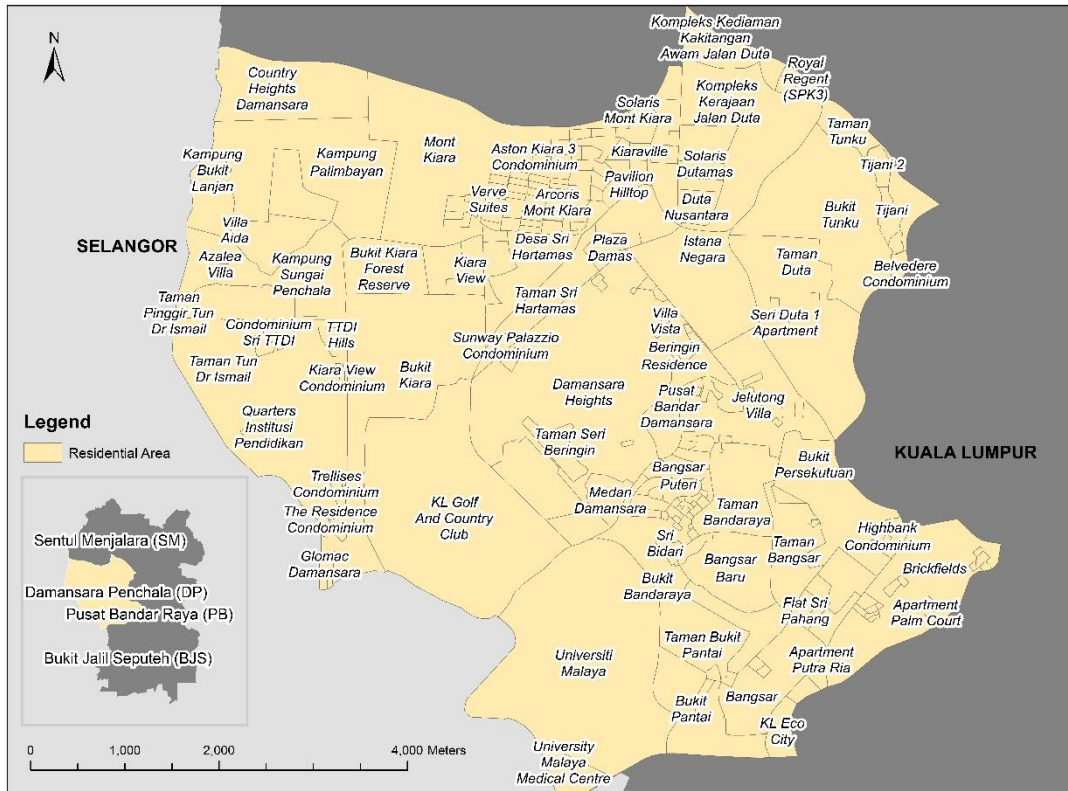 N
Kompleks Kediaman
Kakitangan
Awam Jalan Duta
Royal
Regent
(SPK3)
Country
Heights
Damansara
Kompleks
Kerajaan
Jalan Duta
Solaris
Mont Kiara
Taman
Tunku
Mont
Kiara
Aston Kiara 3
Condominium
Kiaraville
Solaris
Dutamas
Tijani 2
Kampung
Bukit
Lanjan
Kampung
Palimbayan
Pavilion
Hilltop
Verve
Suites
Arcoris
Mont Kiara
Duta
Nusantara
Bukit
Tunku
Tijani
Villa
Aida
SELANGOR
Azalea
Villa
Kampung
Sungai
Penchala
Bukit Kiara
Forest
Reserve
Kiara
View
Desa Sri
Hartamas
Plaza
Damas
Istana
Negara
Taman
Duta
Belvedere
Condominium
Taman
Pinggir Tun
Dr Ismail
Taman Sri
Hartamas
Condominium
Sri TTDI
TTDI
Hills
Sunway Palazzio
Condominium
Villa
Vista
Beringin
Residence
Seri Duta 1
Apartment
Taman Tun
Dr Ismail
Kiara View
Condominium
Bukit
Kiara
Damansara
Heights
Pusat
Bandar
Damansara
Jelutong
Villa
Quarters
Institusi
Pendidikan
Taman Seri
Beringin
Legend
Residential Area
KUALA LUMPUR
Bukit
Persekutuan
Bangsar
Puteri
Trellises
Condominium
The Residence
Condominium
KL Golf
And Country
Club
Medan
Damansara
Taman
Bandaraya
Highbank
Condominium
Glomac
Damansara
Sri
Bidari
Bangsar
Baru
Taman
Bangsar
Brickfields
Bukit
Bandaraya
Flat Sri
Pahang
Apartment
Palm Court
Sentul Menjalara (SM)
Damansara Penchala (DP)
Pusat Bandar Raya (PB)
Bukit Jalil Seputeh (BJS)
Universiti
Malaya
Taman Bukit
Pantai
Apartment
Putra Ria
Bukit
Pantai
Bangsar
KL Eco
City
University
Malaya
Medical Centre
0 1,000 2,000 4,000 Meters